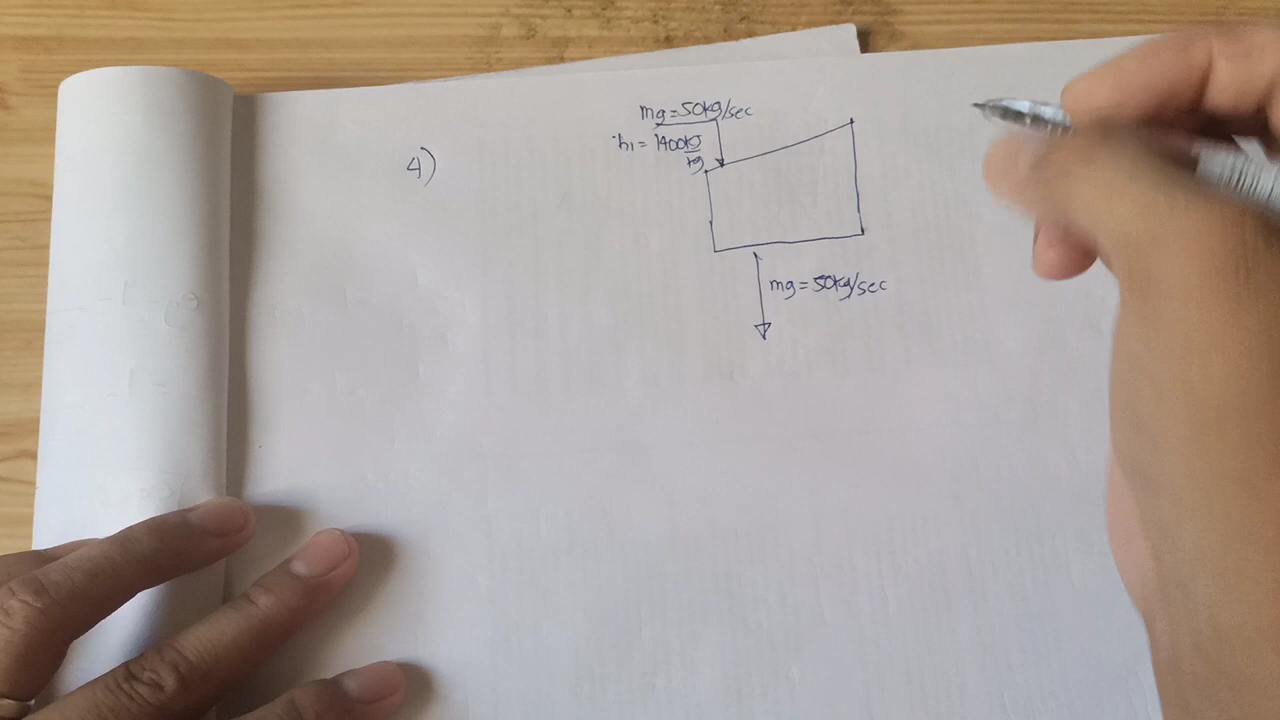 mg=50kg/sec
h1 = 1400kJ/kg
4)
mg=50kg/sec